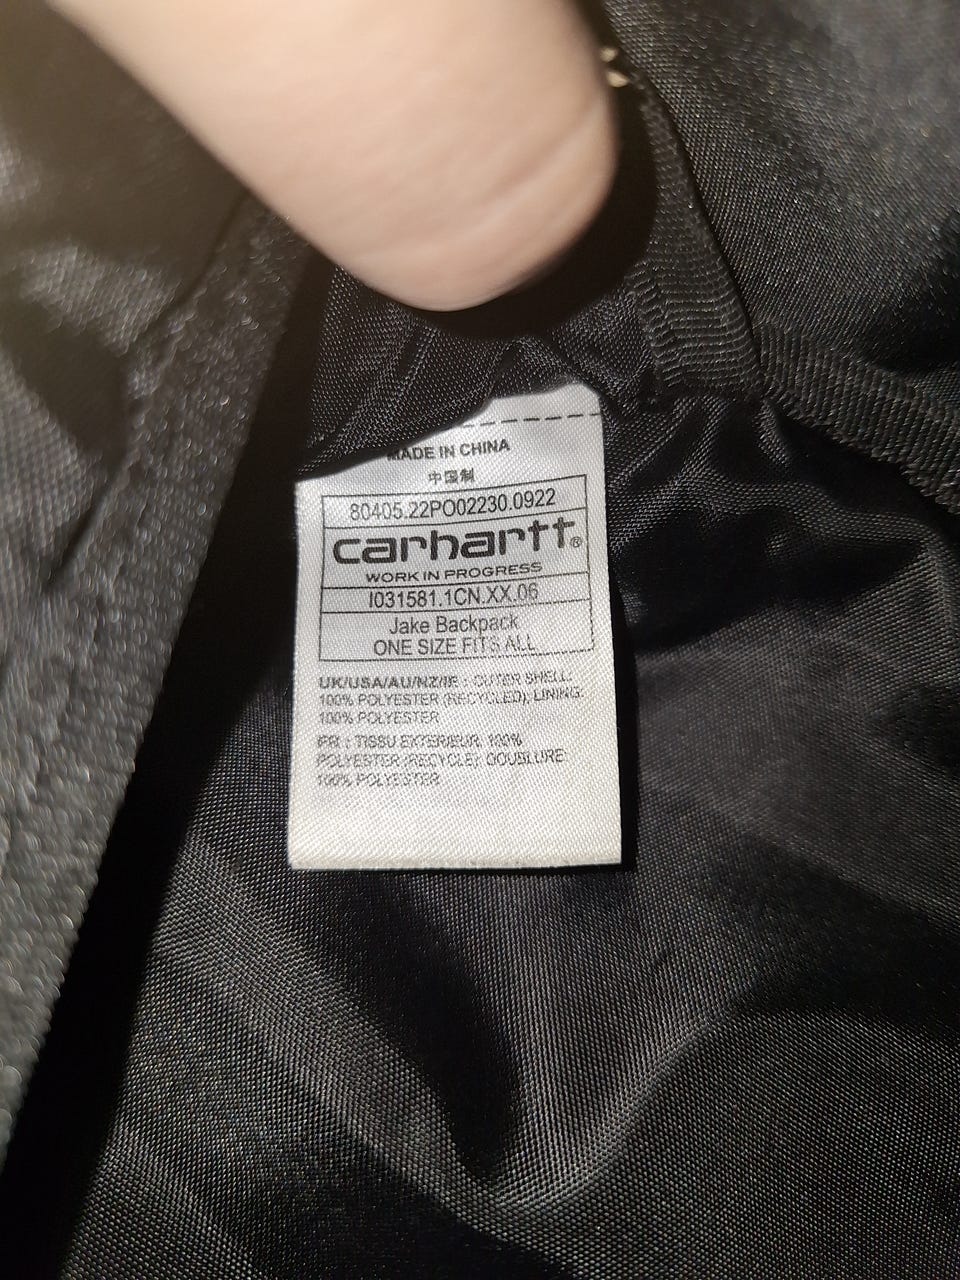 MADE IN CHINA
中国制
80405.22PO02230.0922
carhartt®
WORK IN PROGRESS
I031581.1CN.XX.06
Jake Backpack
ONE SIZE FITS ALL
UK/USA/AU/NZ/IE : OUTER SHELL:
100% POLYESTER (RECYCLED); LINING:
100% POLYESTER
FR : TISSU EXTERIEUR: 100%
POLYESTER (RECYCLE); DOUBLURE:
100% POLYESTER